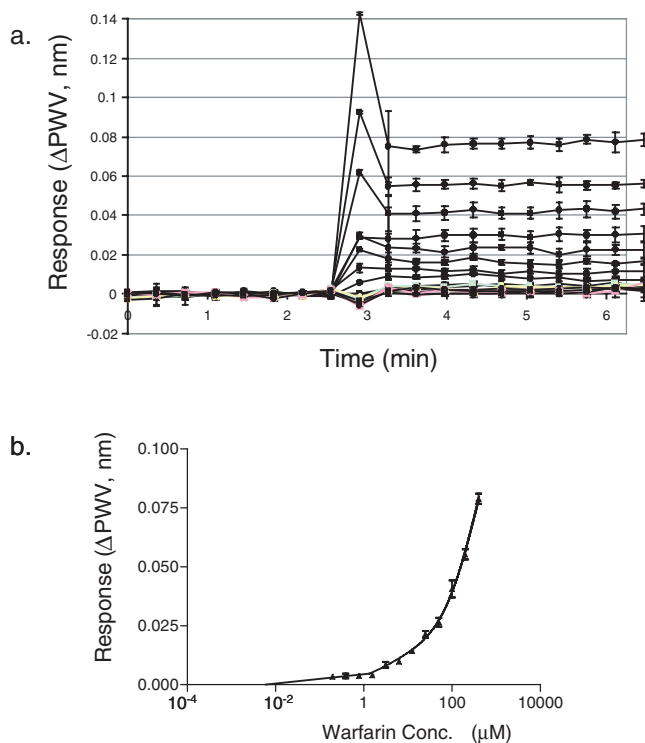 a.
Response (ΔPWV, nm)
0.14
0.12
0.1
0.08
0.06
0.04
0.02
0
-0.02
0 1 2 3 4 5 6
Time (min)
b.
Response (ΔPWV, nm)
0.100
0.075
0.050
0.025
0.000
10-4 10-2 1 100 10000
Warfarin Conc. (μM)